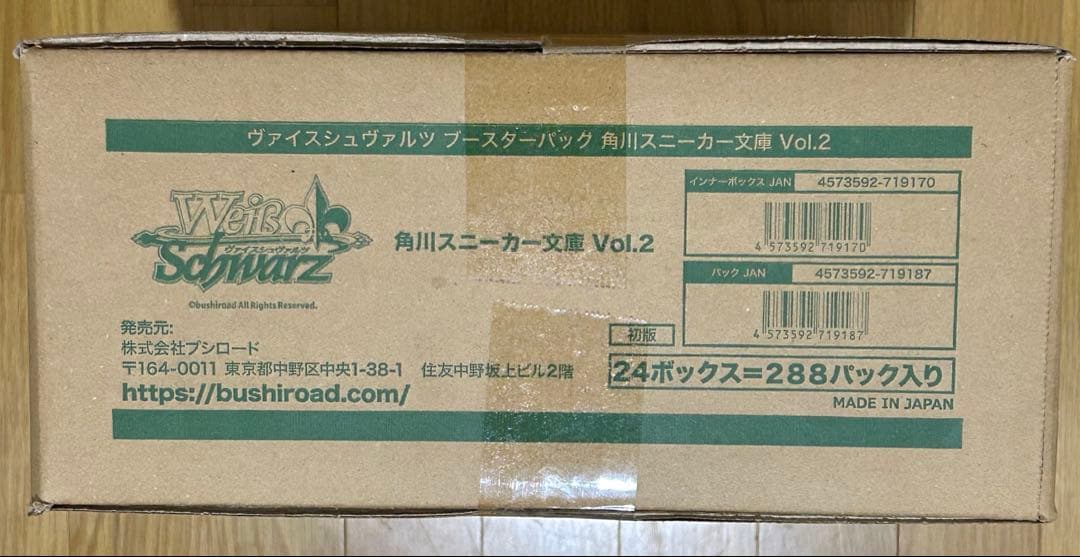 ヴァイスシュヴァルツ ブースターパック 角川スニーカー文庫 Vol.2
Weiß
ヴァイスシュヴァルツ
Schwarz
©bushiroad All Rights Reserved.
角川スニーカー文庫 Vol.2
インナーボックス JAN 4573592-719170
4 573592 719170
パック JAN 4573592-719187
4 573592 719187
発売元:
株式会社ブシロード
〒164-0011 東京都中野区中央1-38-1 住友中野坂上ビル2階
https://bushiroad.com/
初版
24ボックス=288パック入り
MADE IN JAPAN